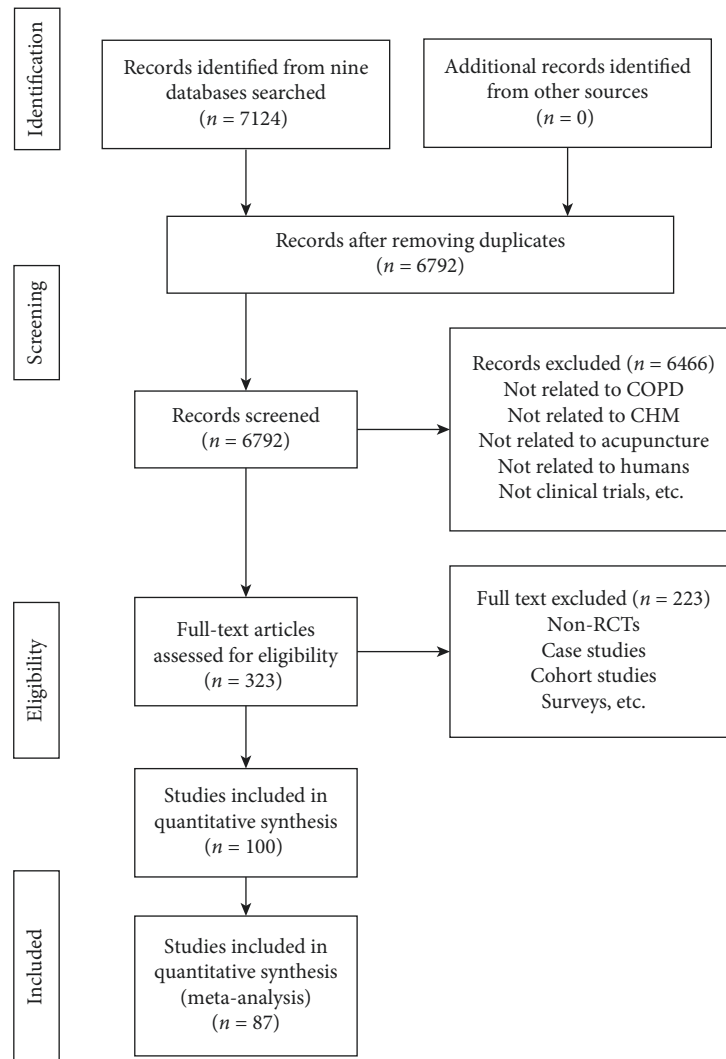 Identification
Records identified from nine
databases searched
(n = 7124)
Additional records identified
from other sources
(n = 0)
Records after removing duplicates
(n = 6792)
Screening
Records screened
(n = 6792)
Records excluded (n = 6466)
Not related to COPD
Not related to CHM
Not related to acupuncture
Not related to humans
Not clinical trials, etc.
Eligibility
Full-text articles
assessed for eligibility
(n = 323)
Full text excluded (n = 223)
Non-RCTs
Case studies
Cohort studies
Surveys, etc.
Studies included in
quantitative synthesis
(n = 100)
Included
Studies included in
quantitative synthesis
(meta-analysis)
(n = 87)